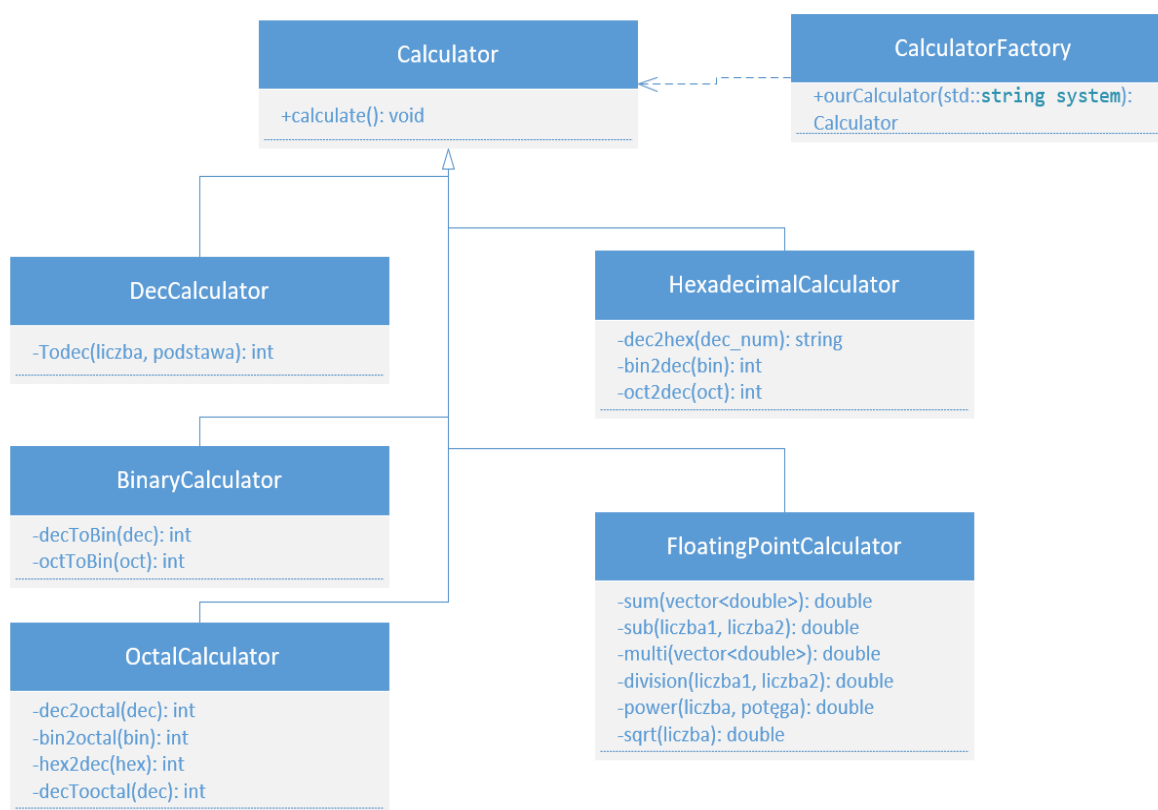 Calculator
+calculate(): void
CalculatorFactory
+ourCalculator(std::string system):
Calculator
DecCalculator
-Todec(liczba, podstawa): int
HexadecimalCalculator
-dec2hex(dec_num): string
-bin2dec(bin): int
-oct2dec(oct): int
BinaryCalculator
-decToBin(dec): int
-octToBin(oct): int
FloatingPointCalculator
-sum(vector<double>): double
-sub(liczba1, liczba2): double
-multi(vector<double>): double
-division(liczba1, liczba2): double
-power(liczba, potęga): double
-sqrt(liczba): double
OctalCalculator
-dec2octal(dec): int
-bin2octal(bin): int
-hex2dec(hex): int
-decTooctal(dec): int